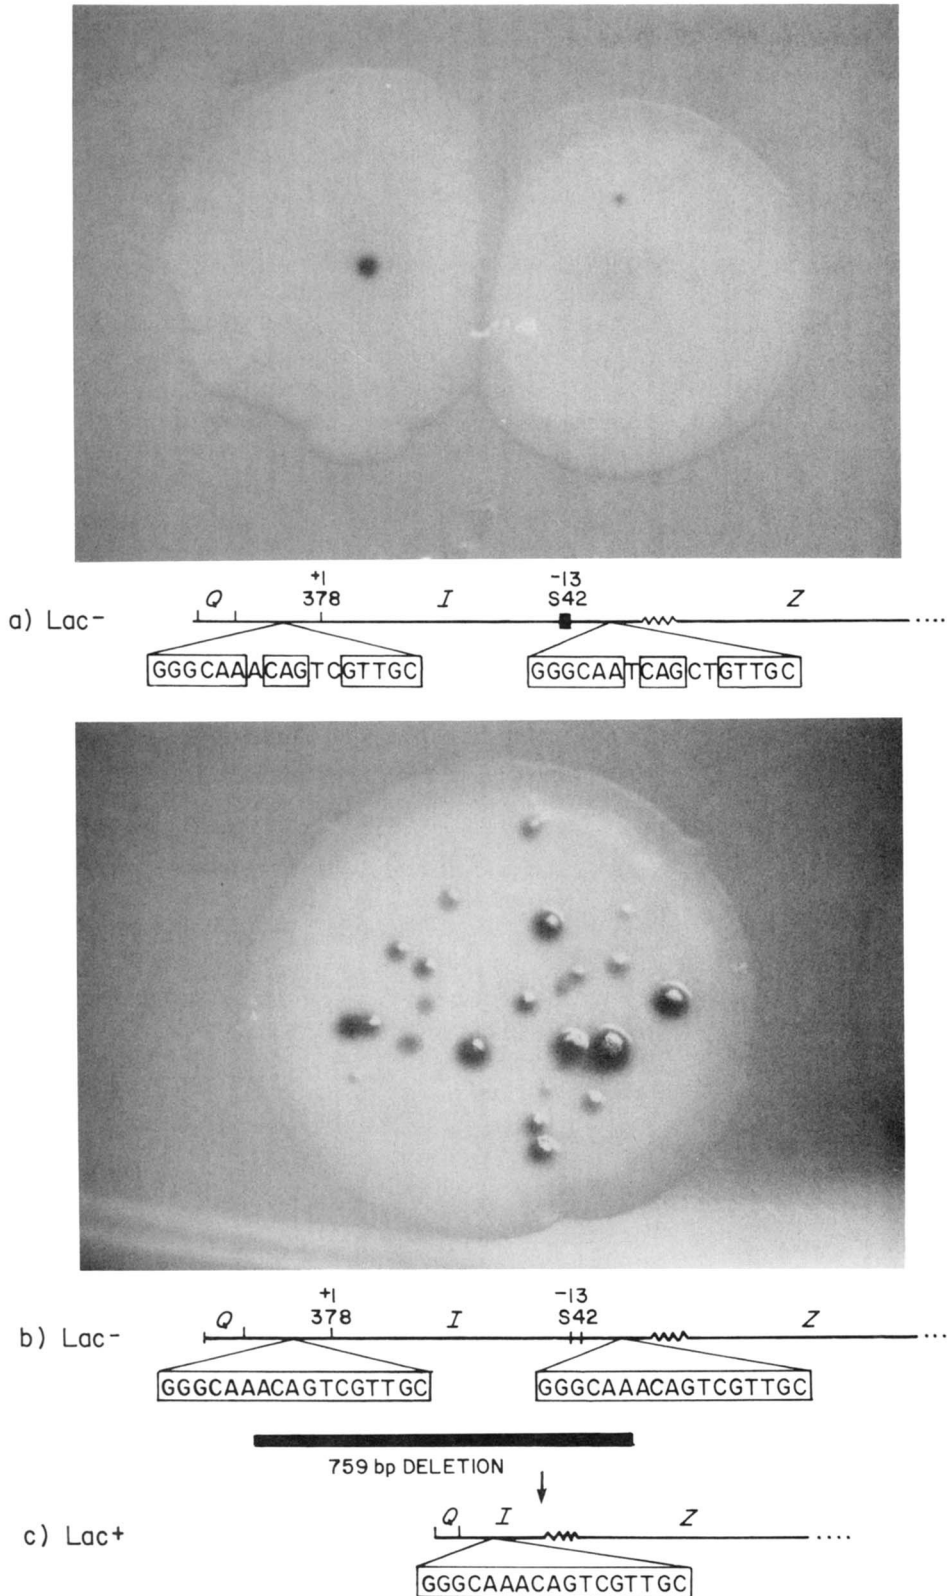 +1 -13
Q 378 I S42 Z
a) Lac- ....
GGGCAAACAGTCGTTGC GGGCAATCAGCTGTTGC
+1 -13
Q 378 I S42 Z
b) Lac- ...
GGGCAAACAGTCGTTGC GGGCAAACAGTCGTTGC
759 bp DELETION
Q I Z
c) Lac+ ....
GGGCAAACAGTCGTTGC